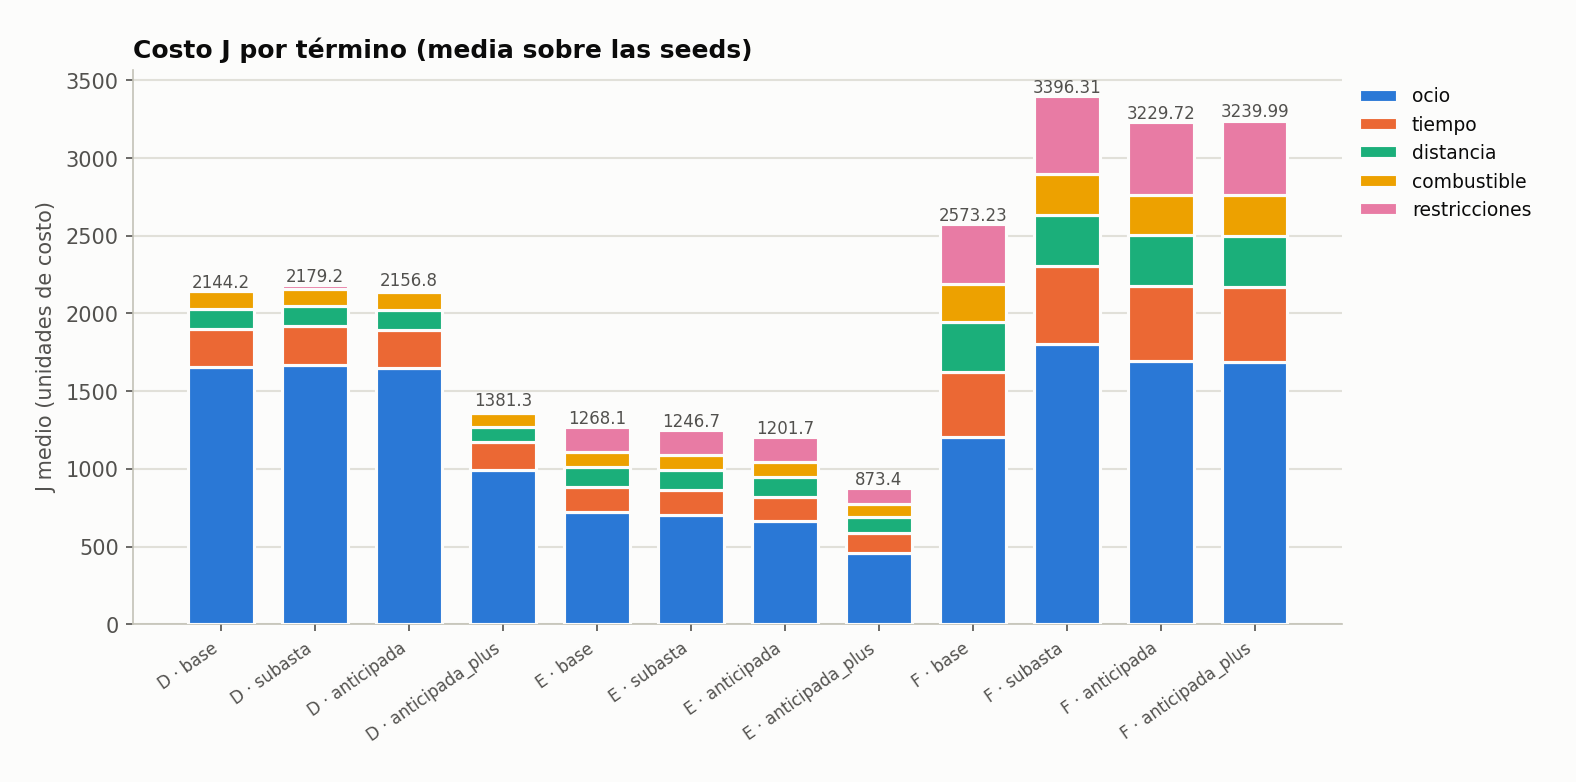 Costo J por término (media sobre las seeds)
J medio (unidades de costo)
3500
3000
2500
2000
1500
1000
500
0
2144.2
2179.2
2156.8
1381.3
1268.1
1246.7
1201.7
873.4
2573.23
3396.31
3229.72
3239.99
ocio
tiempo
distancia
combustible
restricciones
D · base
D · subasta
D · anticipada
D · anticipada_plus
E · base
E · subasta
E · anticipada
E · anticipada_plus
F · base
F · subasta
F · anticipada
F · anticipada_plus